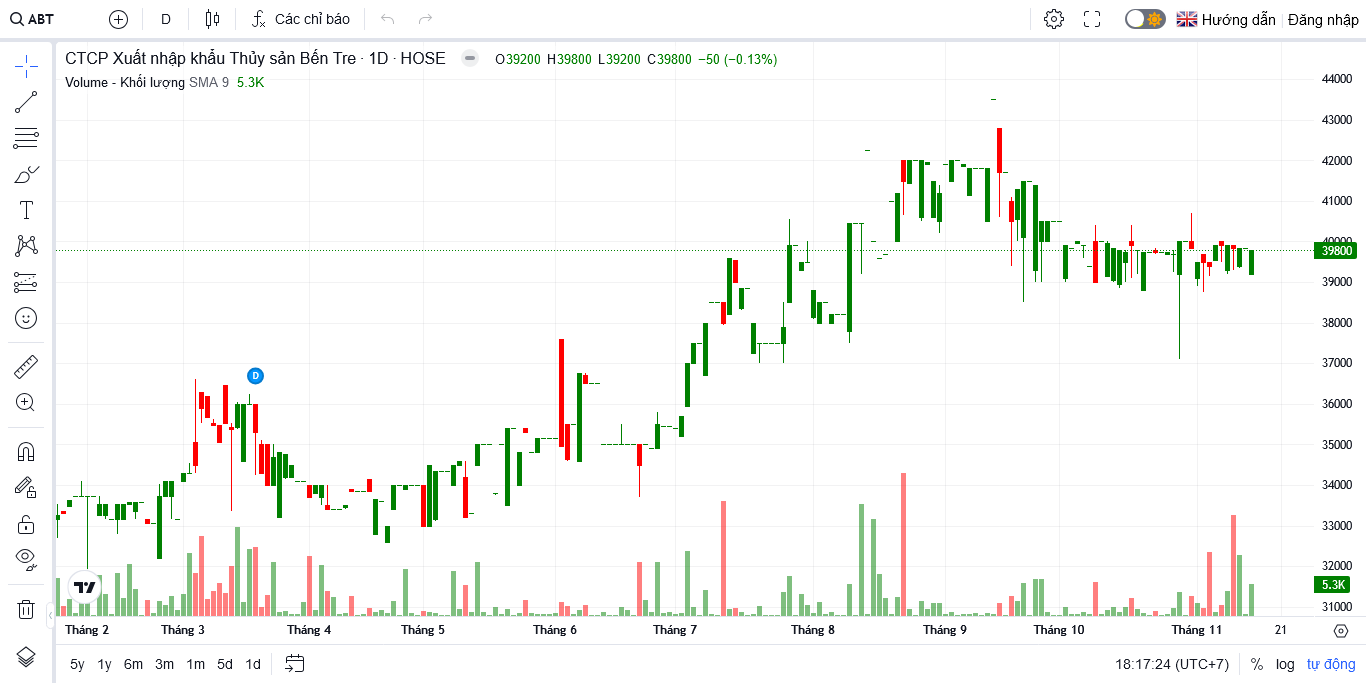 ABT D Các chỉ báo Hướng dẫn Đăng nhập
CTCP Xuất nhập khẩu Thủy sản Bến Tre · 1D · HOSE O39200 H39800 L39200 C39800 −50 (−0.13%)
Volume - Khối lượng SMA 9 5.3K
44000
43000
42000
41000
40000
39800
39000
38000
37000
D
36000
35000
34000
33000
32000
5.3K
31000
Tháng 2 Tháng 3 Tháng 4 Tháng 5 Tháng 6 Tháng 7 Tháng 8 Tháng 9 Tháng 10 Tháng 11 21
5y 1y 6m 3m 1m 5d 1d 18:17:24 (UTC+7) % log tự động